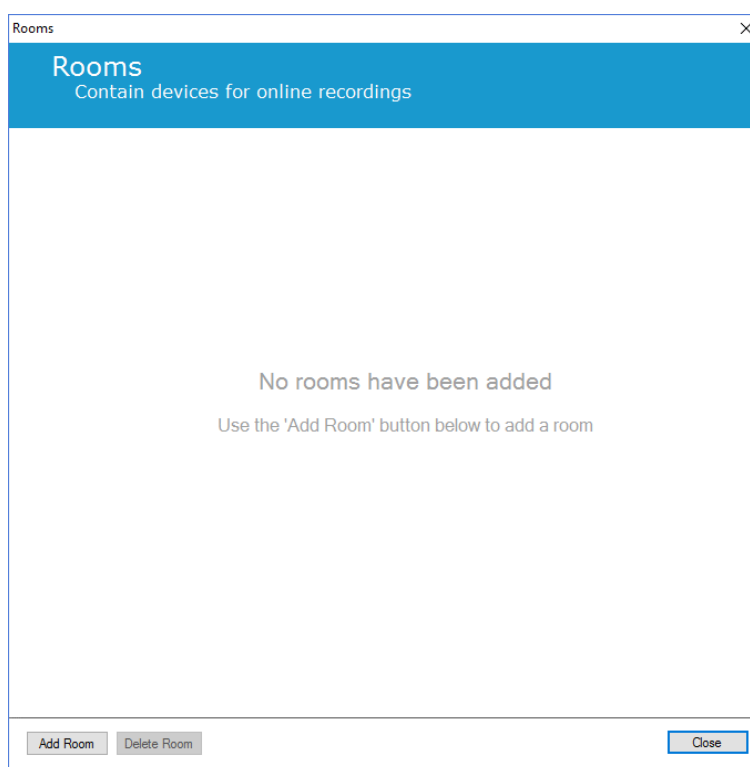 Rooms
Rooms
Contain devices for online recordings
No rooms have been added
Use the 'Add Room' button below to add a room
Add Room Delete Room Close